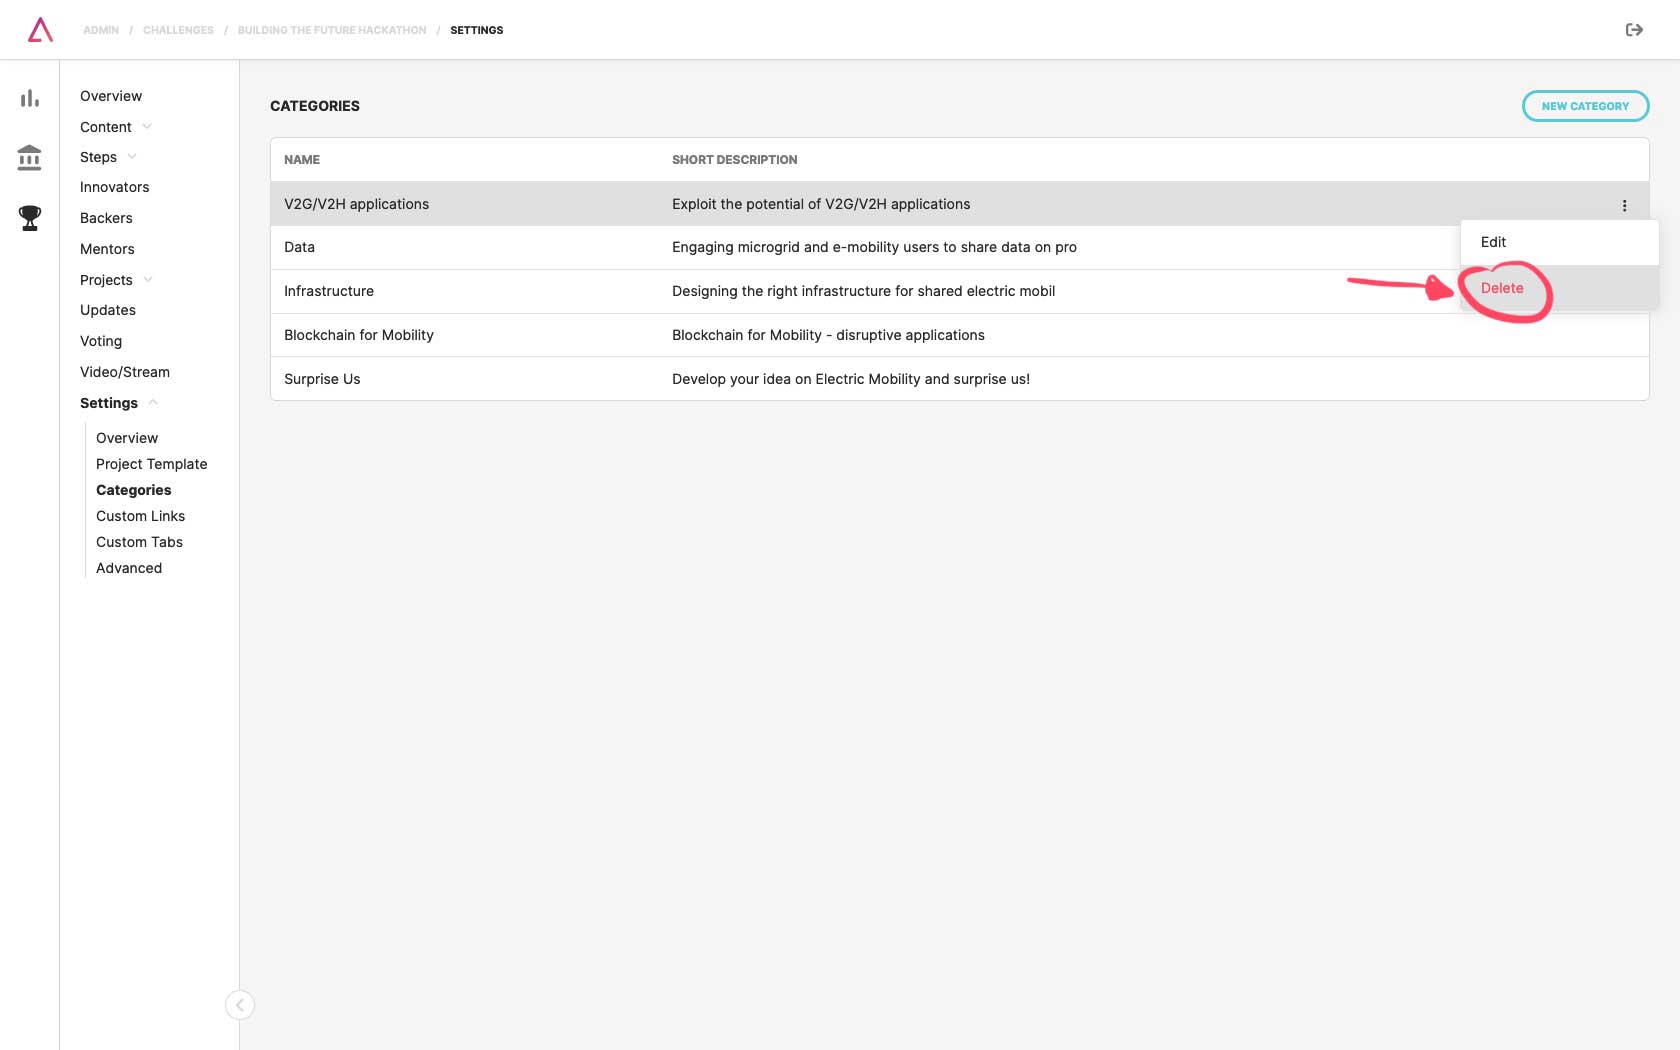 ADMIN / CHALLENGES / BUILDING THE FUTURE HACKATHON / SETTINGS
Overview
Content
Steps
Innovators
Backers
Mentors
Projects
Updates
Voting
Video/Stream
Settings
Overview
Project Template
Categories
Custom Links
Custom Tabs
Advanced
CATEGORIES
NEW CATEGORY
NAME SHORT DESCRIPTION
V2G/V2H applications Exploit the potential of V2G/V2H applications
Data Engaging microgrid and e-mobility users to share data on pro
Infrastructure Designing the right infrastructure for shared electric mobil
Blockchain for Mobility Blockchain for Mobility - disruptive applications
Surprise Us Develop your idea on Electric Mobility and surprise us!
Edit
Delete